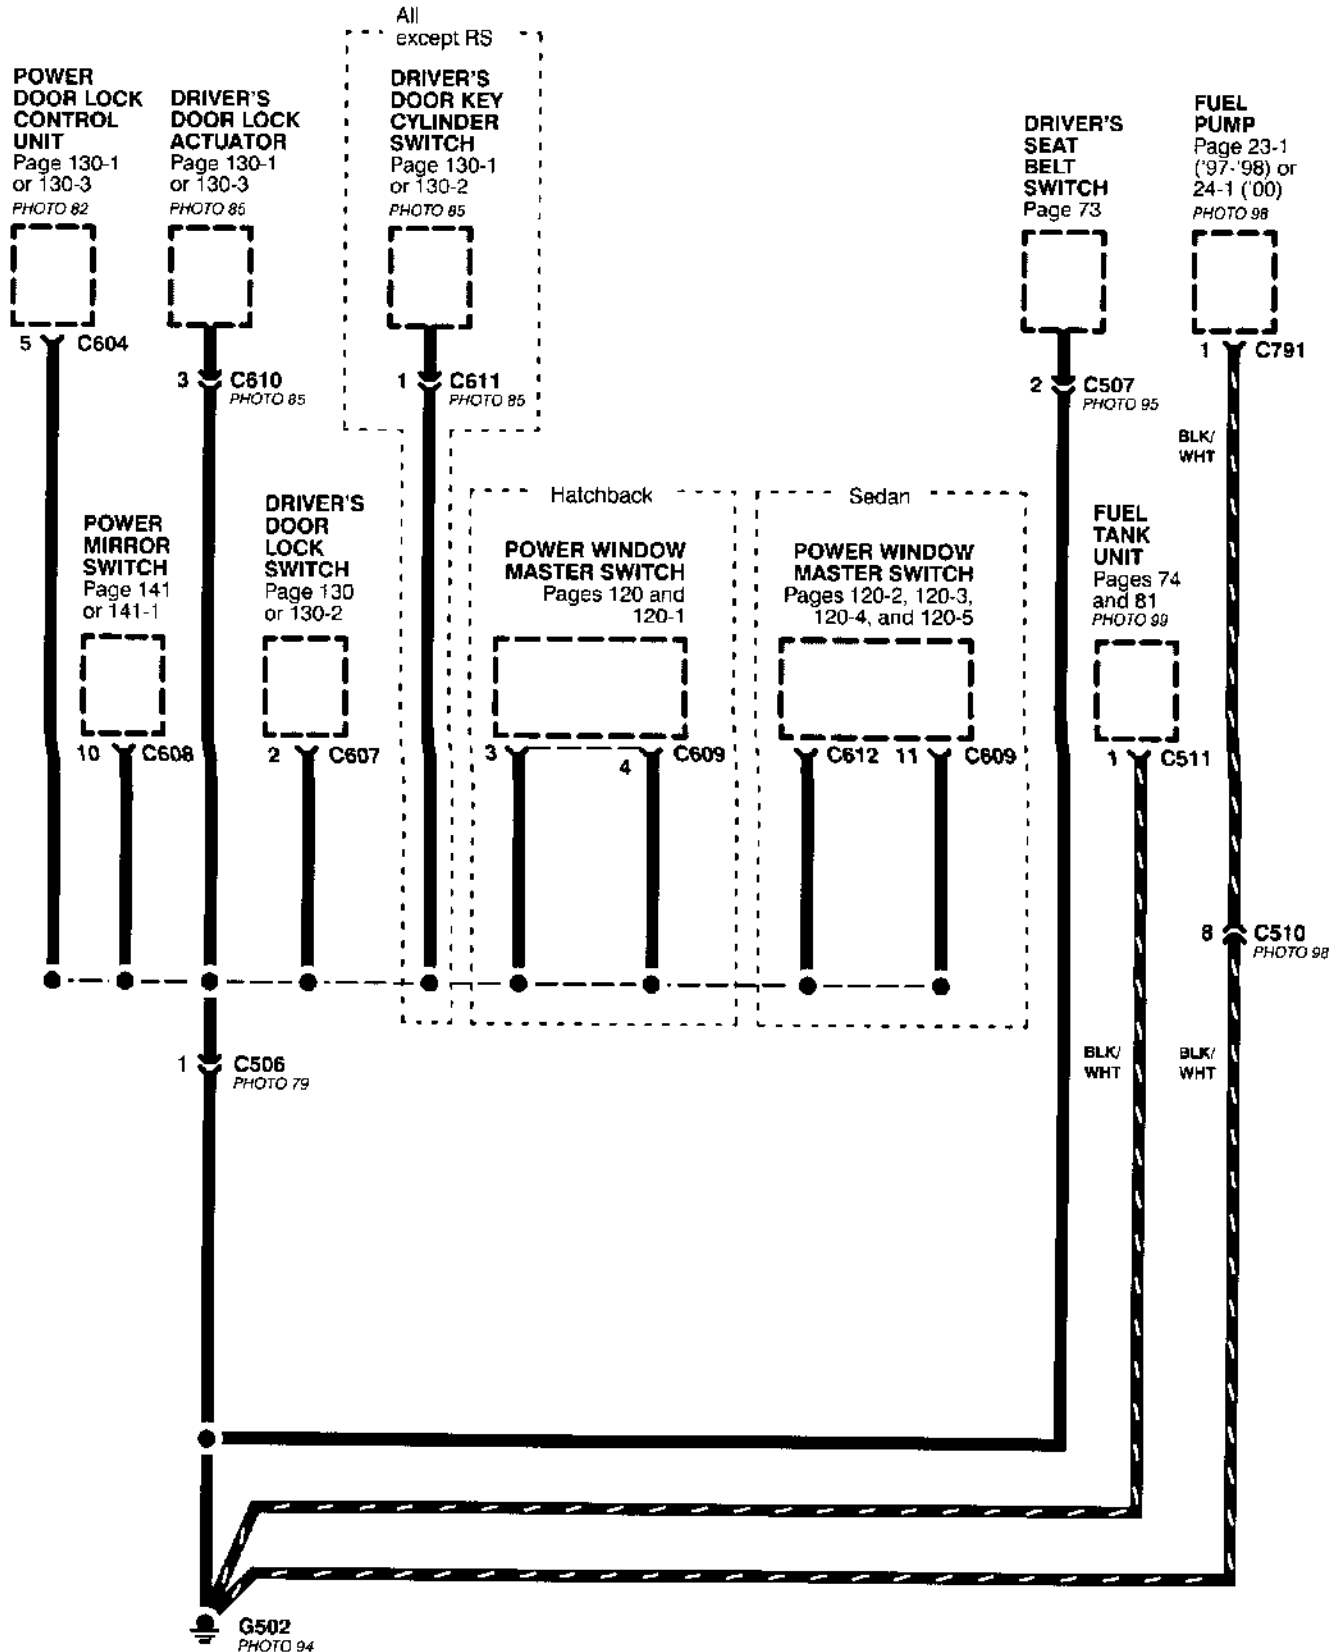 All
except RS
POWER
DOOR LOCK
CONTROL
UNIT
Page 130-1
or 130-3
PHOTO 82
DRIVER'S
DOOR LOCK
ACTUATOR
Page 130-1
or 130-3
PHOTO 85
DRIVER'S
DOOR KEY
CYLINDER
SWITCH
Page 130-1
or 130-2
PHOTO 85
DRIVER'S
SEAT
BELT
SWITCH
Page 73
FUEL
PUMP
Page 23-1
('97-'98) or
24-1 ('00)
PHOTO 98
5 C604
3 C610
PHOTO 85
1 C611
PHOTO 85
2 C507
PHOTO 95
1 C791
BLK/
WHT
POWER
MIRROR
SWITCH
Page 141
or 141-1
DRIVER'S
DOOR
LOCK
SWITCH
Page 130
or 130-2
Hatchback
POWER WINDOW
MASTER SWITCH
Pages 120 and
120-1
Sedan
POWER WINDOW
MASTER SWITCH
Pages 120-2, 120-3,
120-4, and 120-5
FUEL
TANK
UNIT
Pages 74
and 81
PHOTO 99
10 C608
2 C607
3
4 C609
C612
11 C609
1 C511
8 C510
PHOTO 98
1 C506
PHOTO 79
BLK/
WHT
BLK/
WHT
G502
PHOTO 94